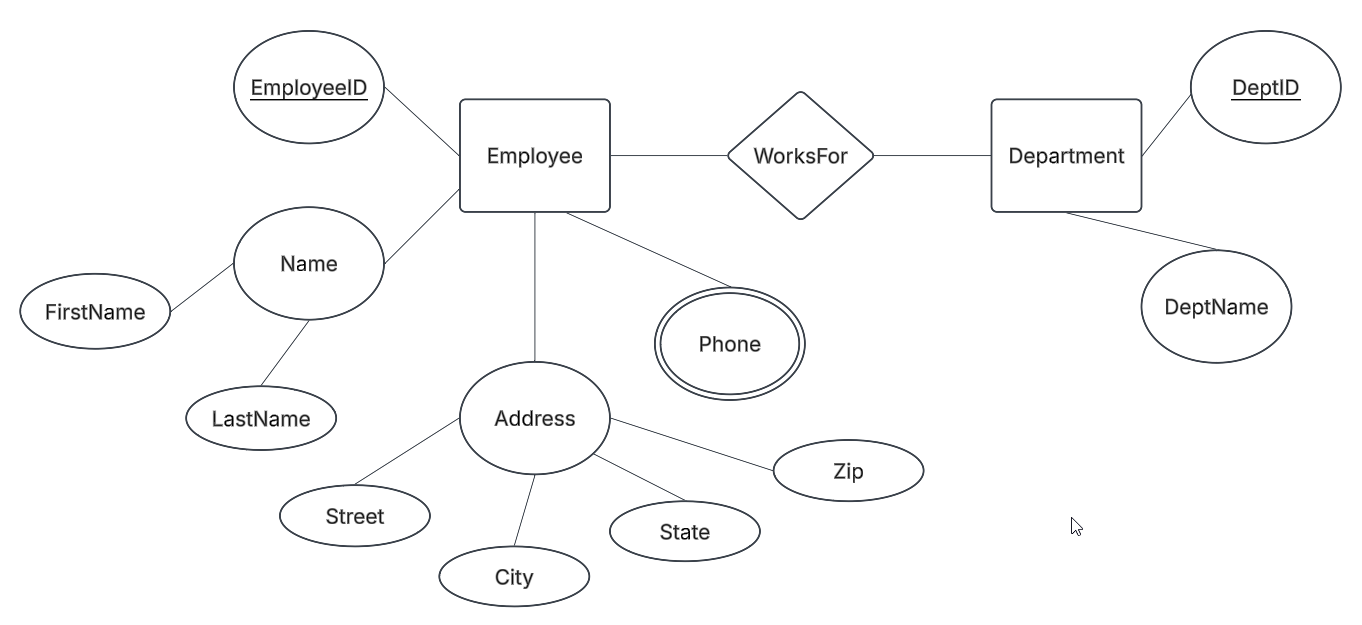 EmployeeID
DeptID
Employee
WorksFor
Department
Name
FirstName
DeptName
Phone
LastName
Address
Zip
Street
State
City